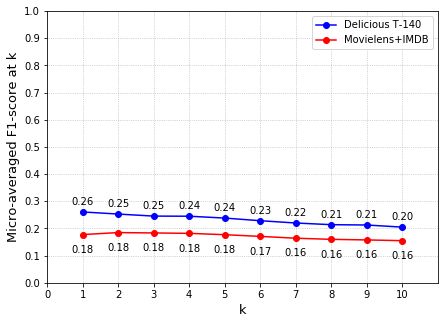 1.0
0.9
0.8
0.7
0.6
0.5
0.4
0.3
0.2
0.1
0.0
Micro-averaged F1-score at k
Delicious T-140
Movielens+IMDB
0.26 0.25 0.25 0.24 0.24 0.23 0.22 0.21 0.21 0.20
0.18 0.18 0.18 0.18 0.18 0.17 0.16 0.16 0.16 0.16
0 1 2 3 4 5 6 7 8 9 10
k